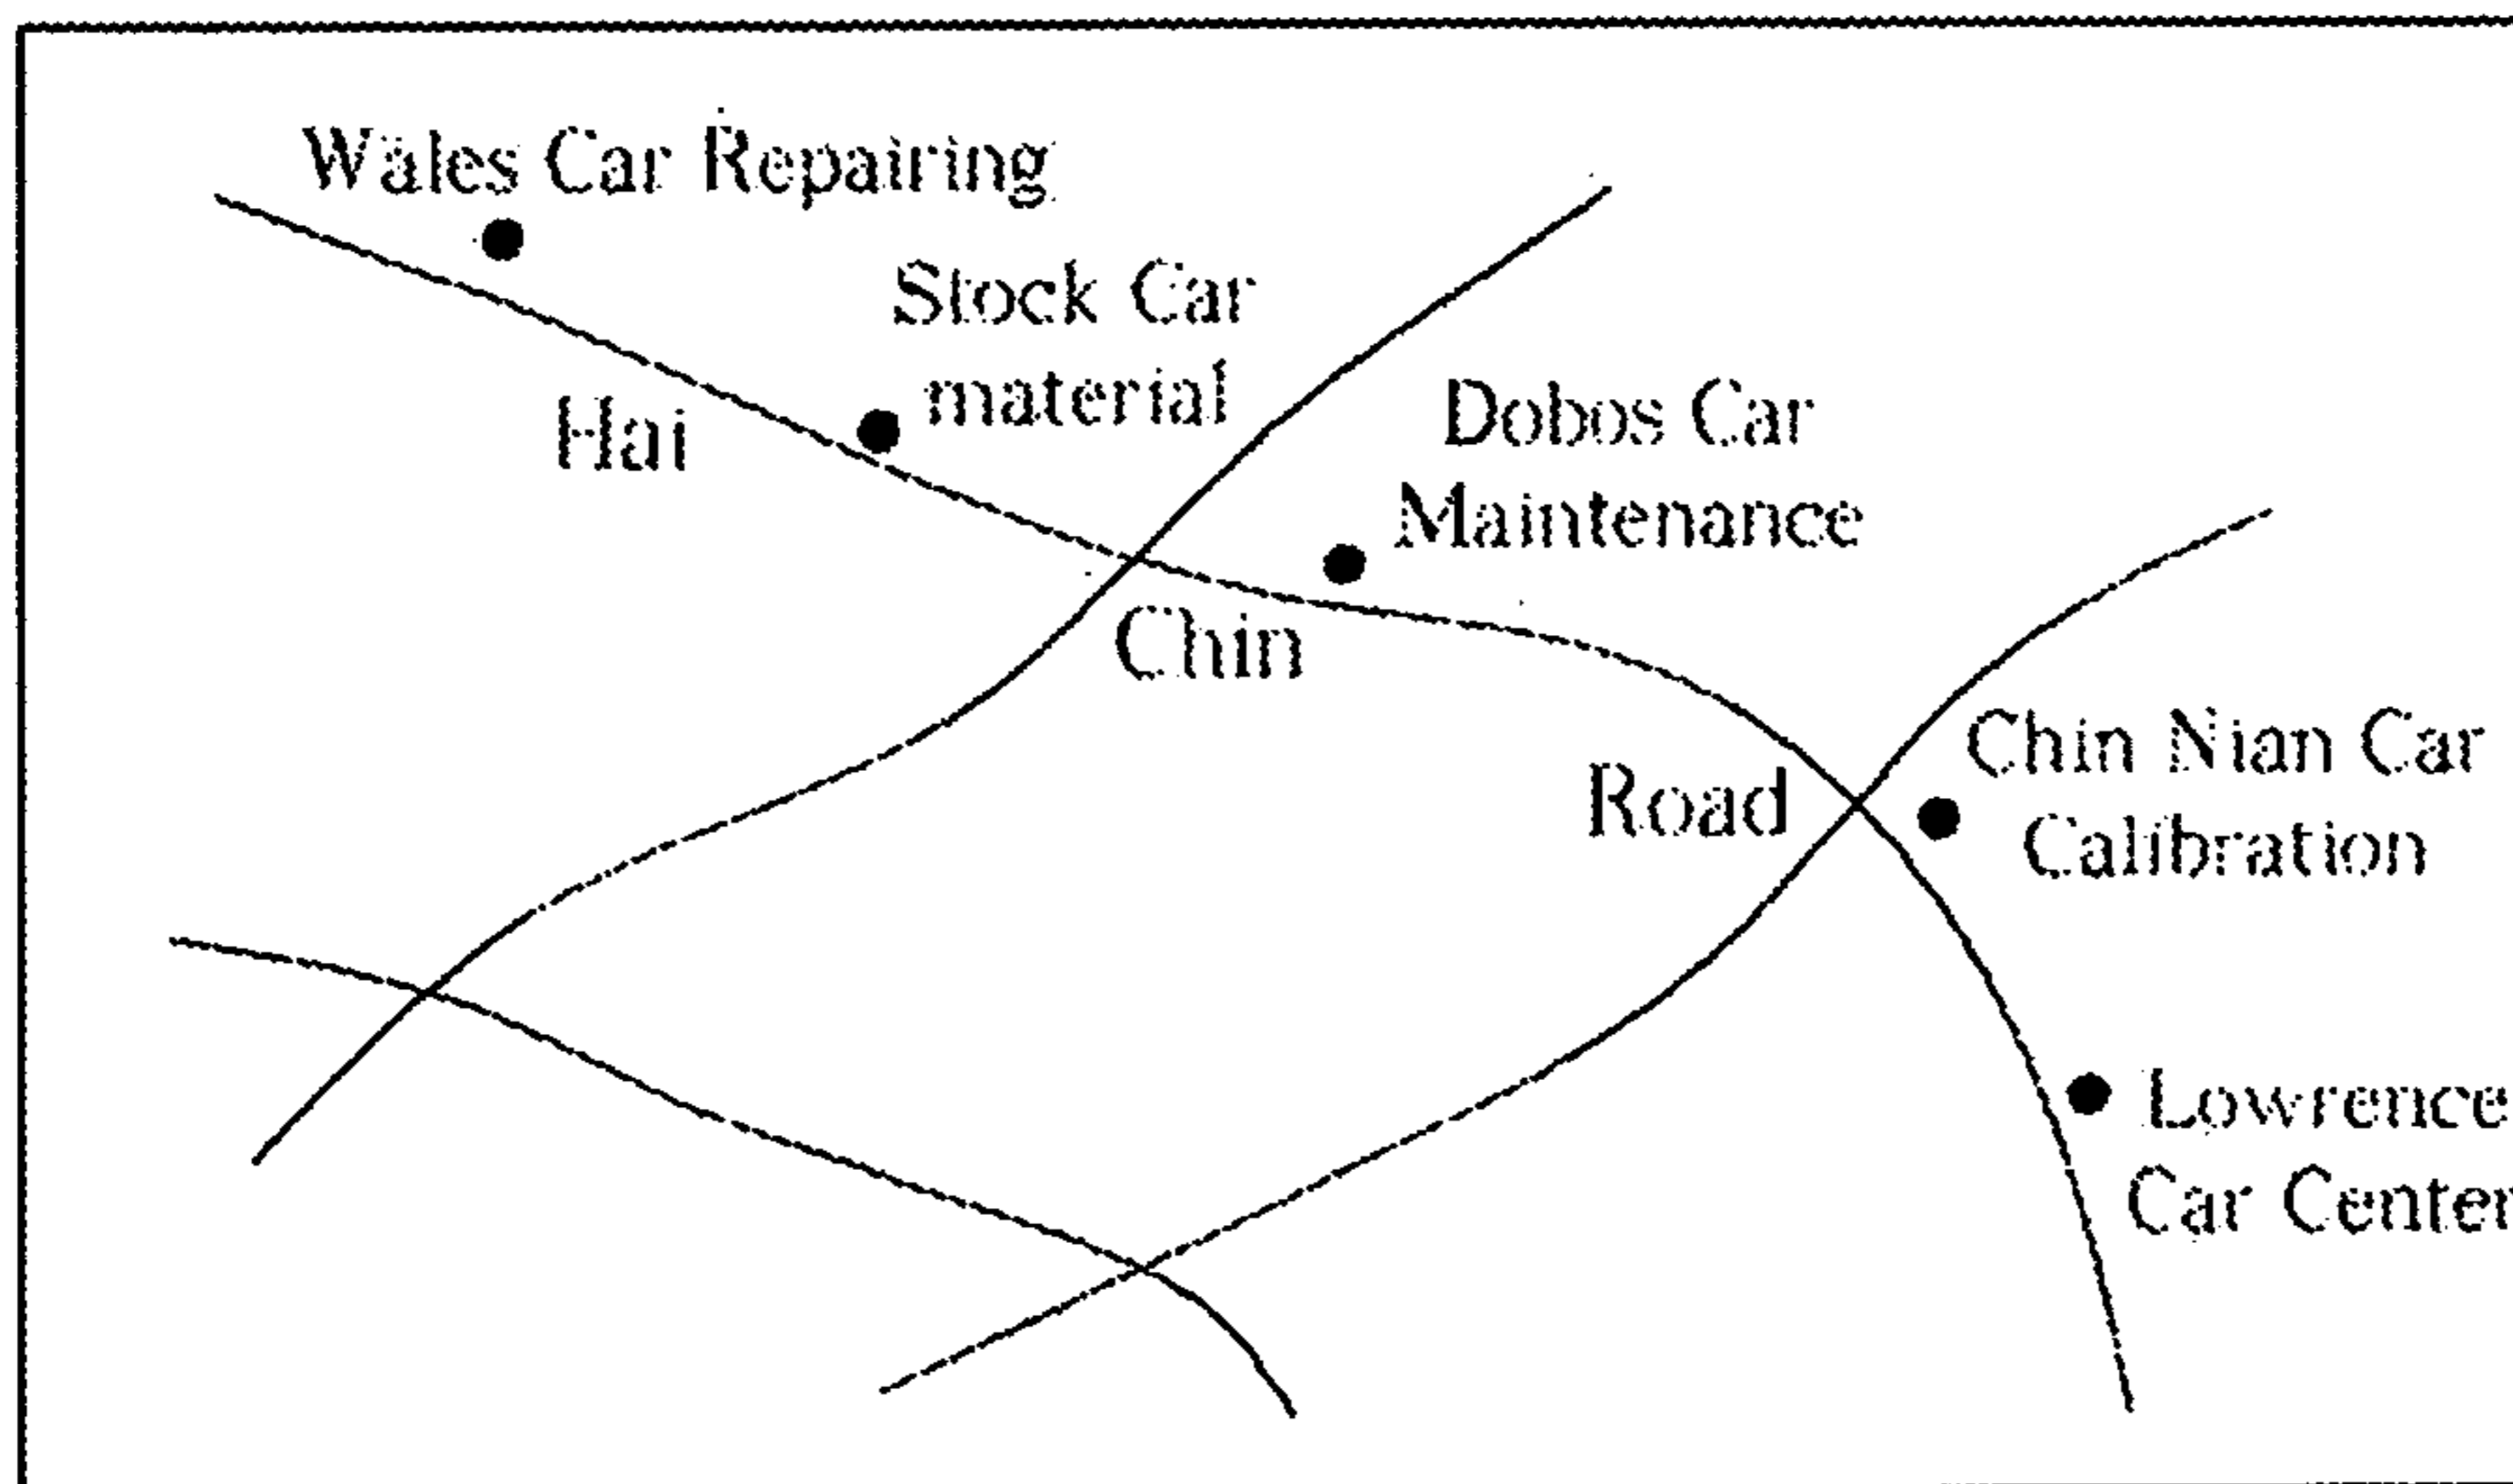 Wales Car Repairing
Stock Car
material
Hai
Dobos Car
Maintenance
Chin
Chin Nian Car
Calibration
Road
Lowrence
Car Center